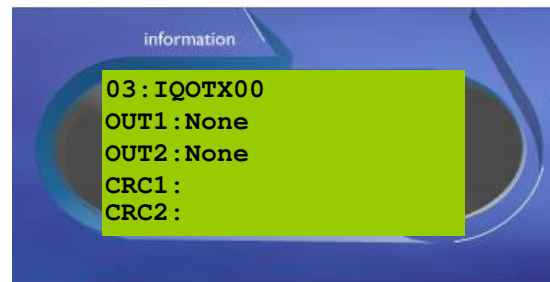 information
03:IQOTX00
OUT1:None
OUT2:None
CRC1:
CRC2: